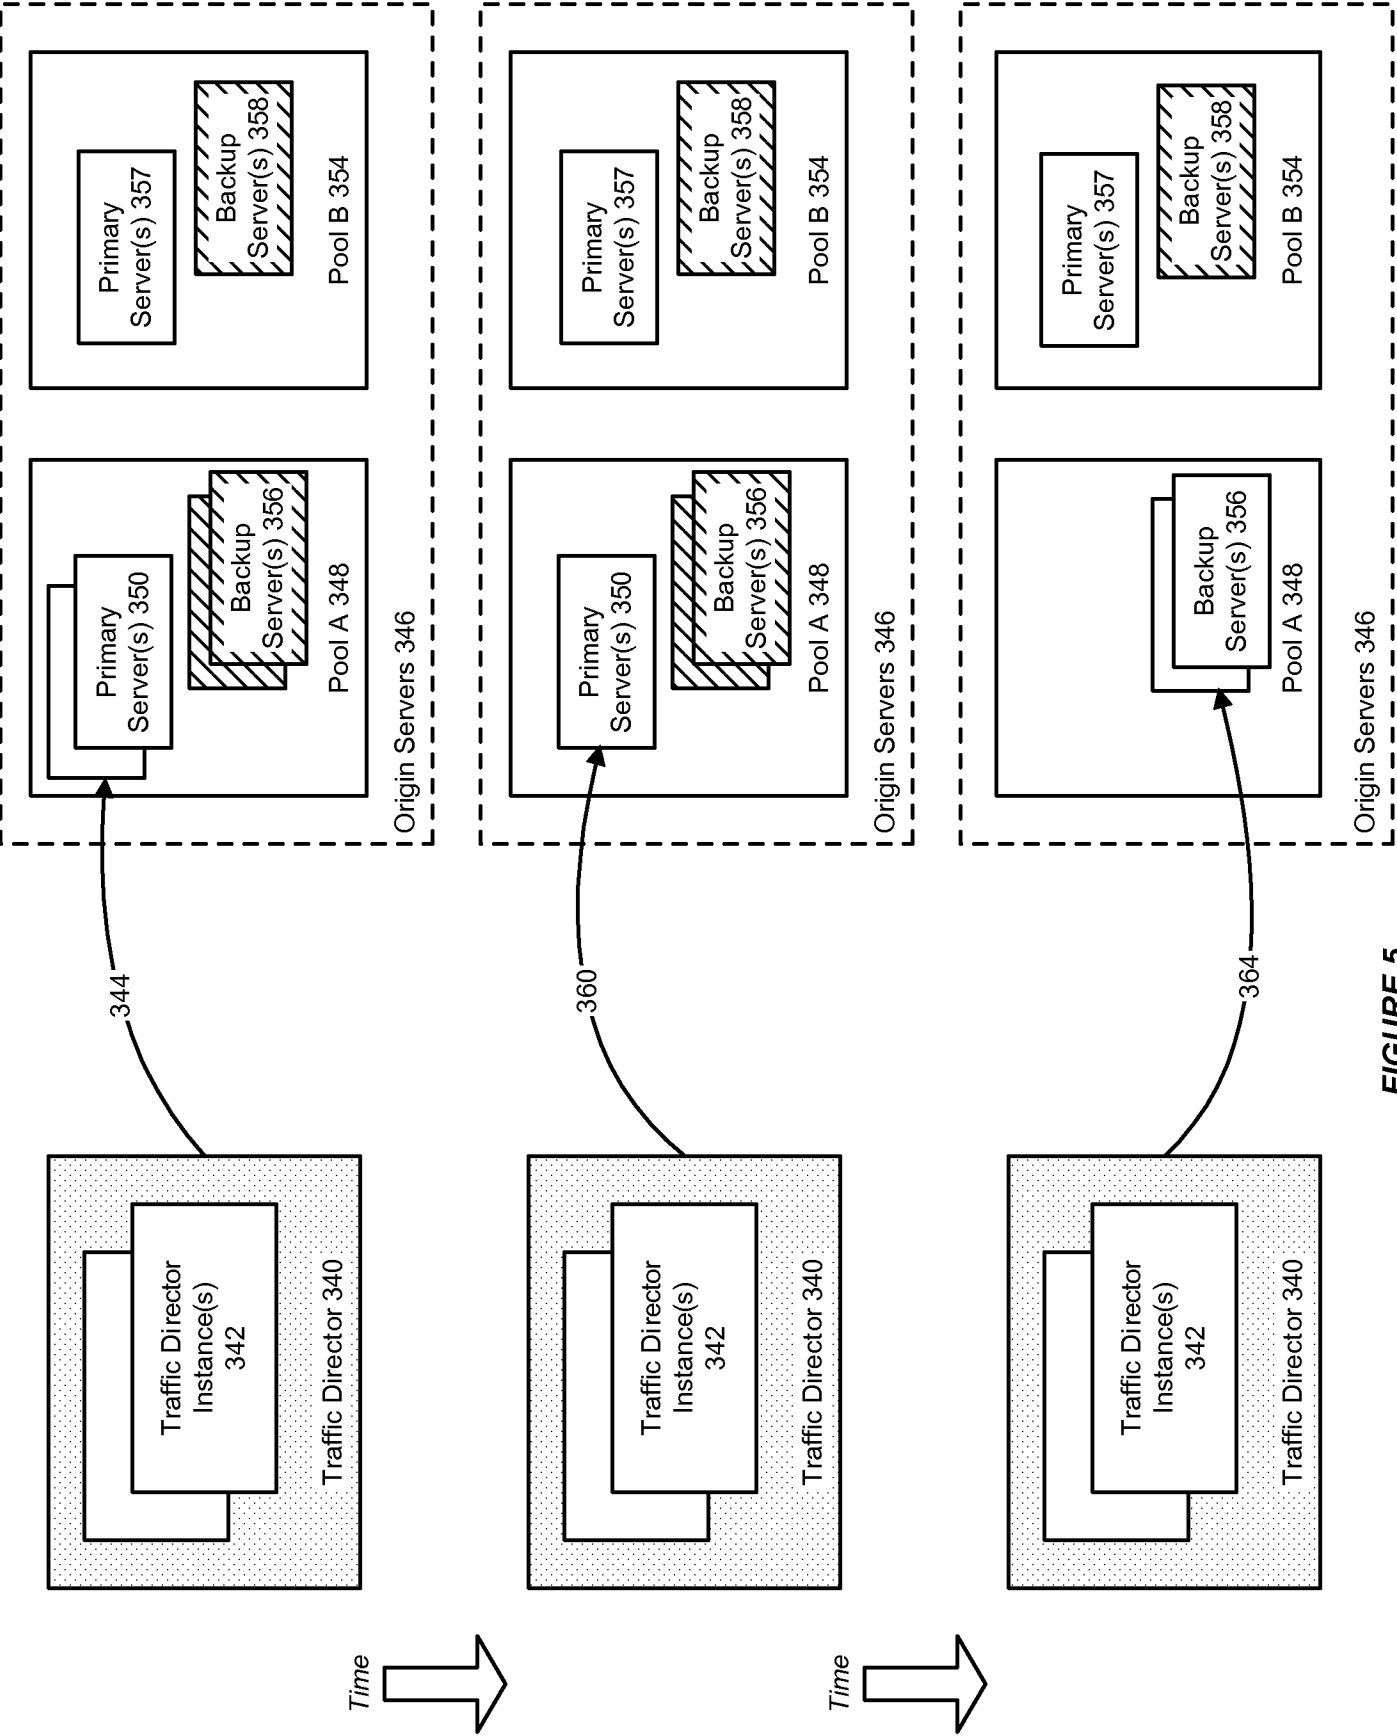 Traffic Director
Instance(s)
342
Traffic Director 340
344
Primary
Server(s) 350
Backup
Server(s) 356
Pool A 348
Primary
Server(s) 357
Backup
Server(s) 358
Pool B 354
Origin Servers 346
Time
Traffic Director
Instance(s)
342
Traffic Director 340
360
Primary
Server(s) 350
Backup
Server(s) 356
Pool A 348
Primary
Server(s) 357
Backup
Server(s) 358
Pool B 354
Origin Servers 346
Time
Traffic Director
Instance(s)
342
Traffic Director 340
364
Backup
Server(s) 356
Pool A 348
Primary
Server(s) 357
Backup
Server(s) 358
Pool B 354
Origin Servers 346
FIGURE 5